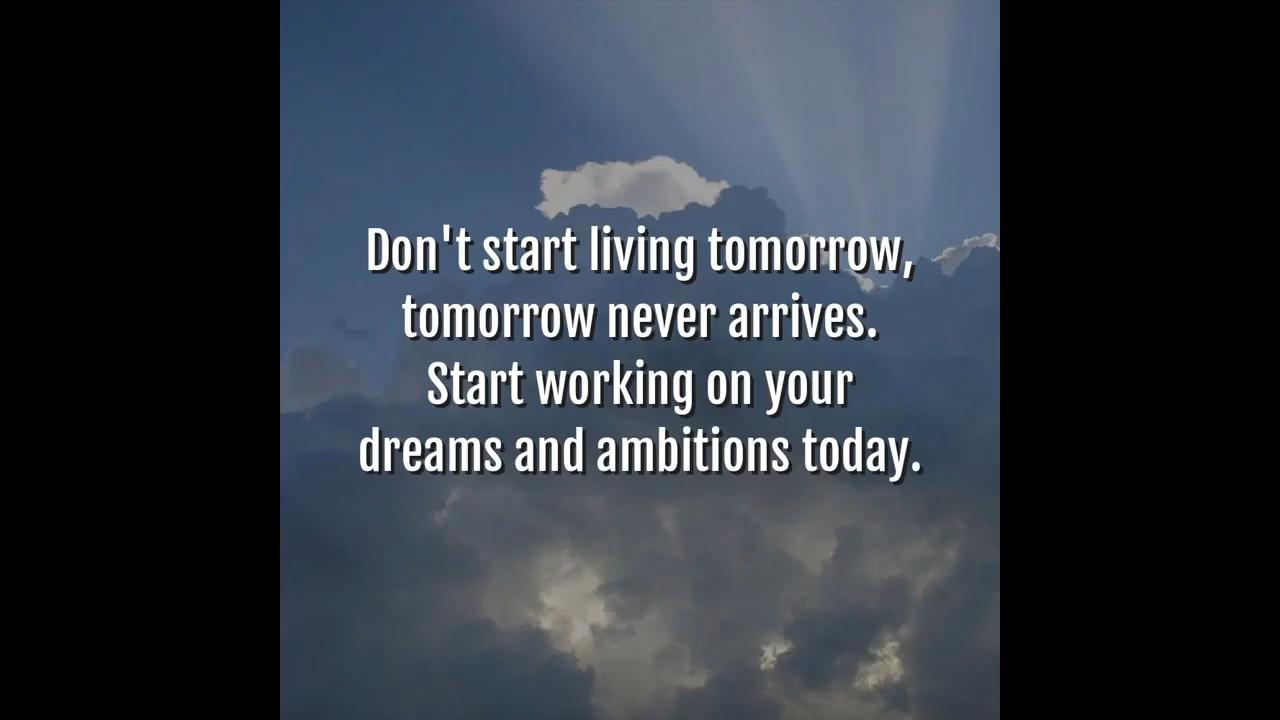 Don't start living tomorrow,
tomorrow never arrives.
Start working on your
dreams and ambitions today.